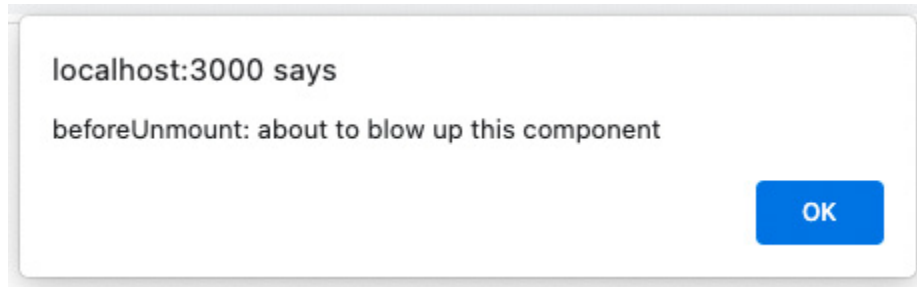 localhost:3000 says
beforeUnmount: about to blow up this component
OK